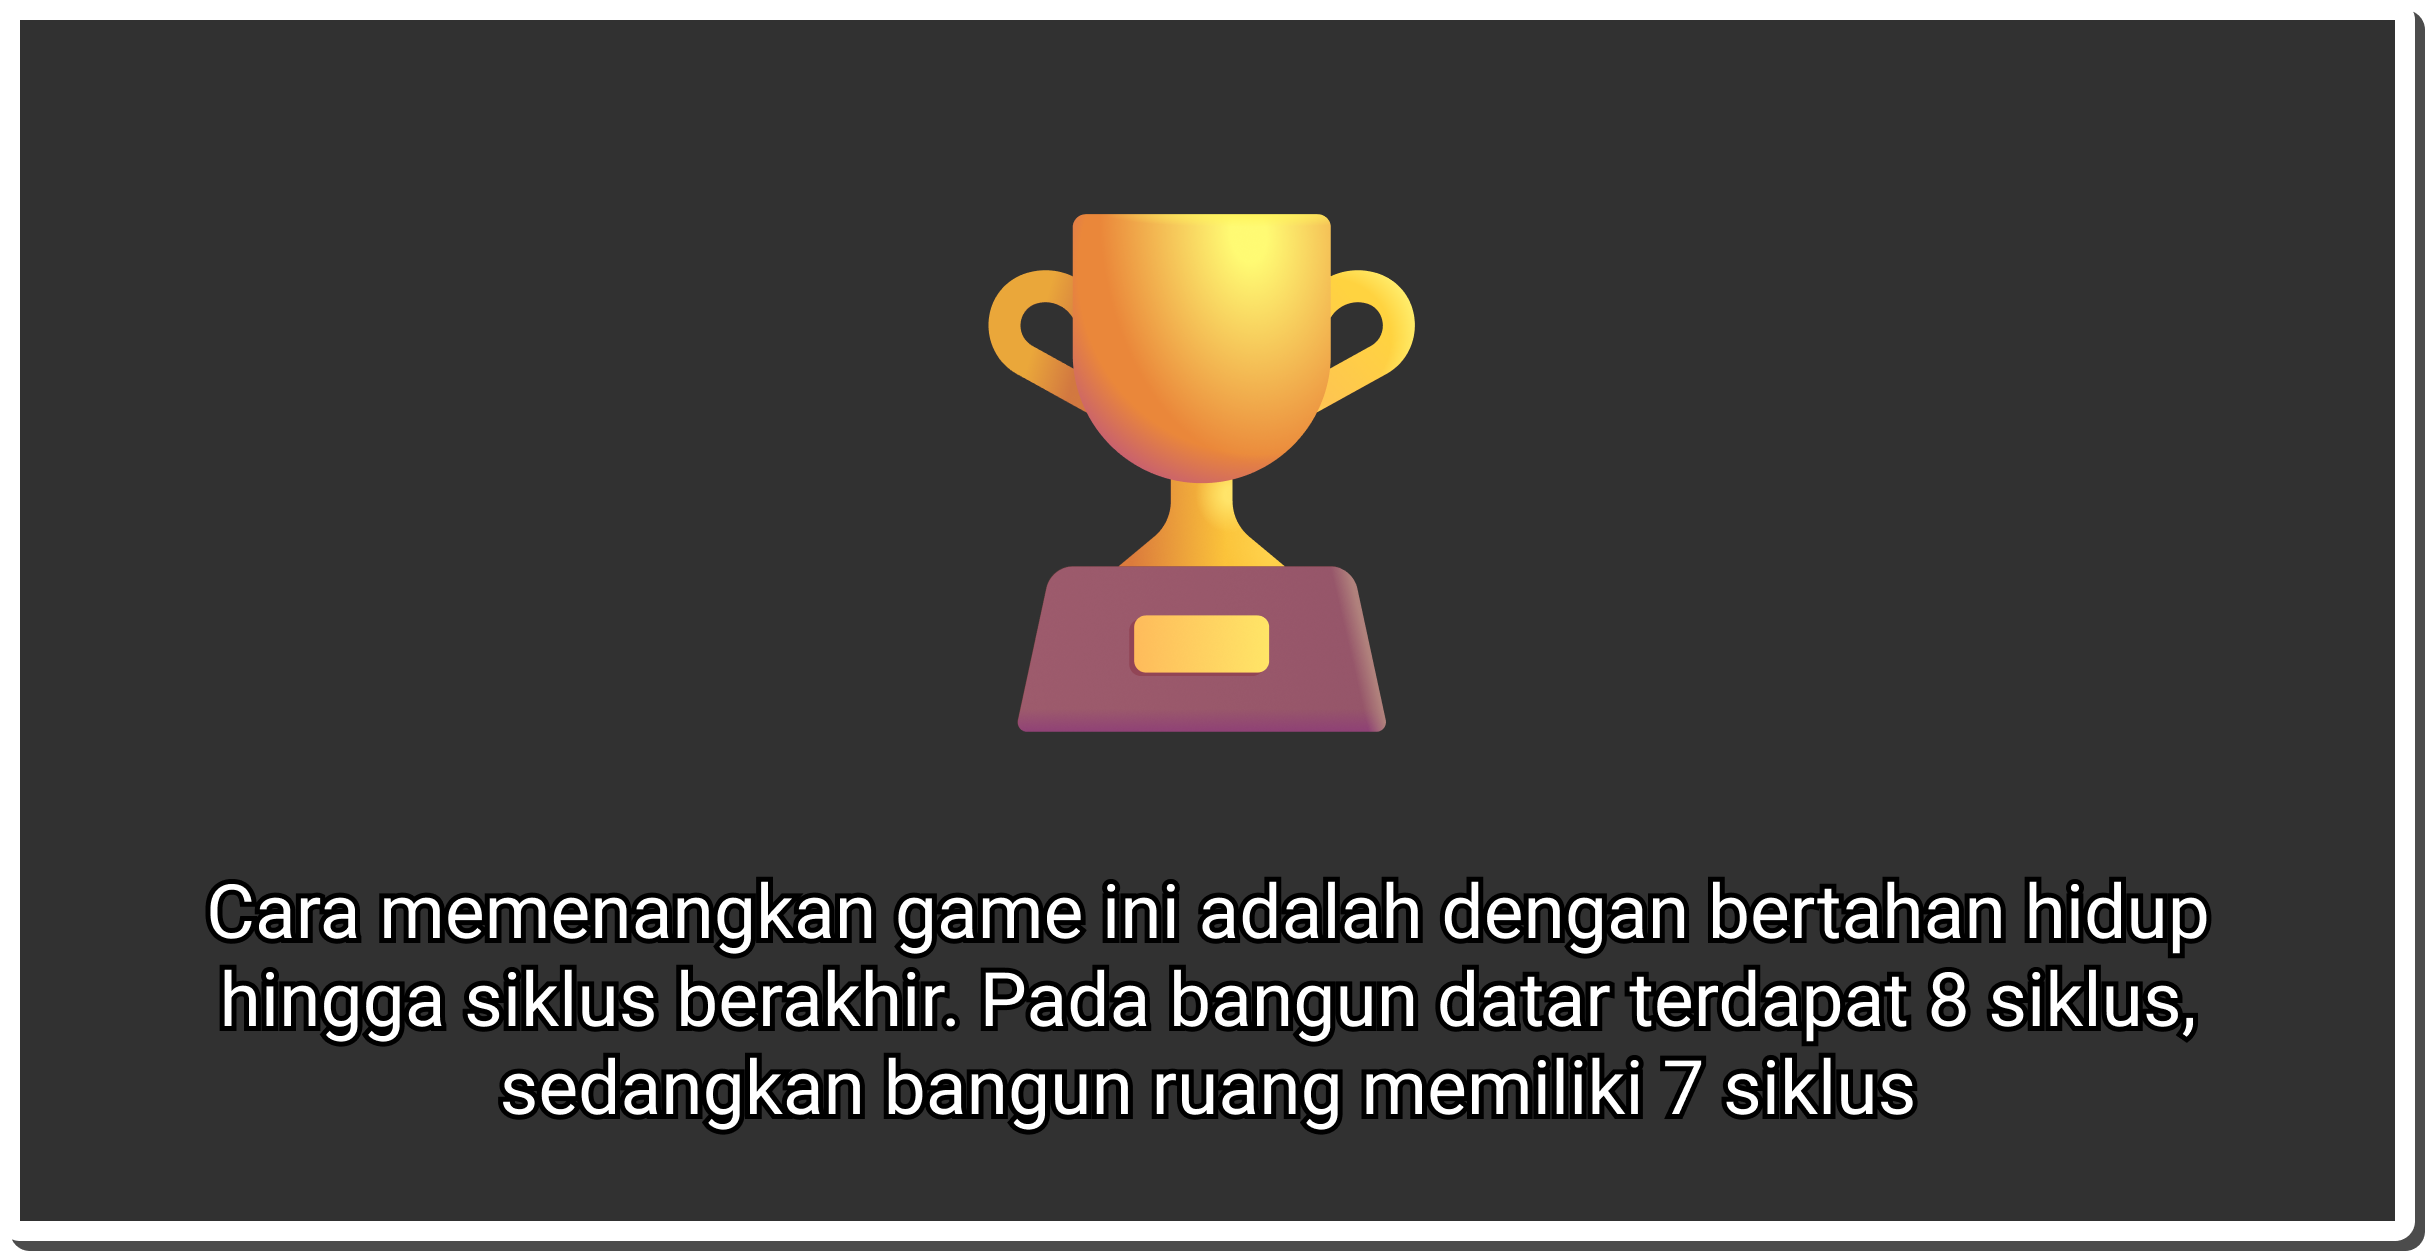 Cara memenangkan game ini adalah dengan bertahan hidup
hingga siklus berakhir. Pada bangun datar terdapat 8 siklus,
sedangkan bangun ruang memiliki 7 siklus